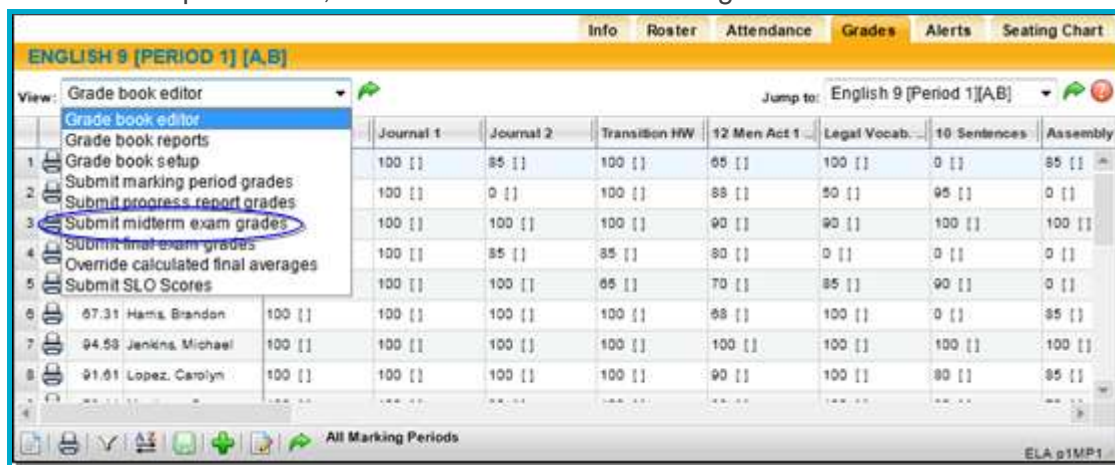 Info Roster Attendance Grades Alerts Seating Chart
ENGLISH 9 [PERIOD 1] [A,B]
View: Grade book editor Jump to: English 9 [Period 1][A,B]
Grade book editor
Grade book reports
Grade book setup
Submit marking period grades
Submit progress report grades
Submit midterm exam grades
Submit final exam grades
Override calculated final averages
Submit SLO Scores
Journal 1 Journal 2 Transition HW 12 Men Act 1 ... Legal Vocab. ... 10 Sentences Assembly
1 100 [] 85 [] 100 [] 65 [] 100 [] 0 [] 85 []
2 100 [] 0 [] 100 [] 88 [] 50 [] 95 [] 0 []
3 100 [] 100 [] 100 [] 90 [] 90 [] 100 [] 100 []
4 100 [] 85 [] 85 [] 80 [] 0 [] 0 [] 0 []
5 100 [] 100 [] 65 [] 70 [] 85 [] 90 [] 0 []
6 67.31 Harris, Brandon 100 [] 100 [] 100 [] 100 [] 68 [] 100 [] 0 [] 85 []
7 94.58 Jenkins, Michael 100 [] 100 [] 100 [] 100 [] 100 [] 100 [] 100 [] 100 []
8 91.61 Lopez, Carolyn 100 [] 100 [] 100 [] 100 [] 90 [] 100 [] 80 [] 85 []
All Marking Periods
ELA p1MP1